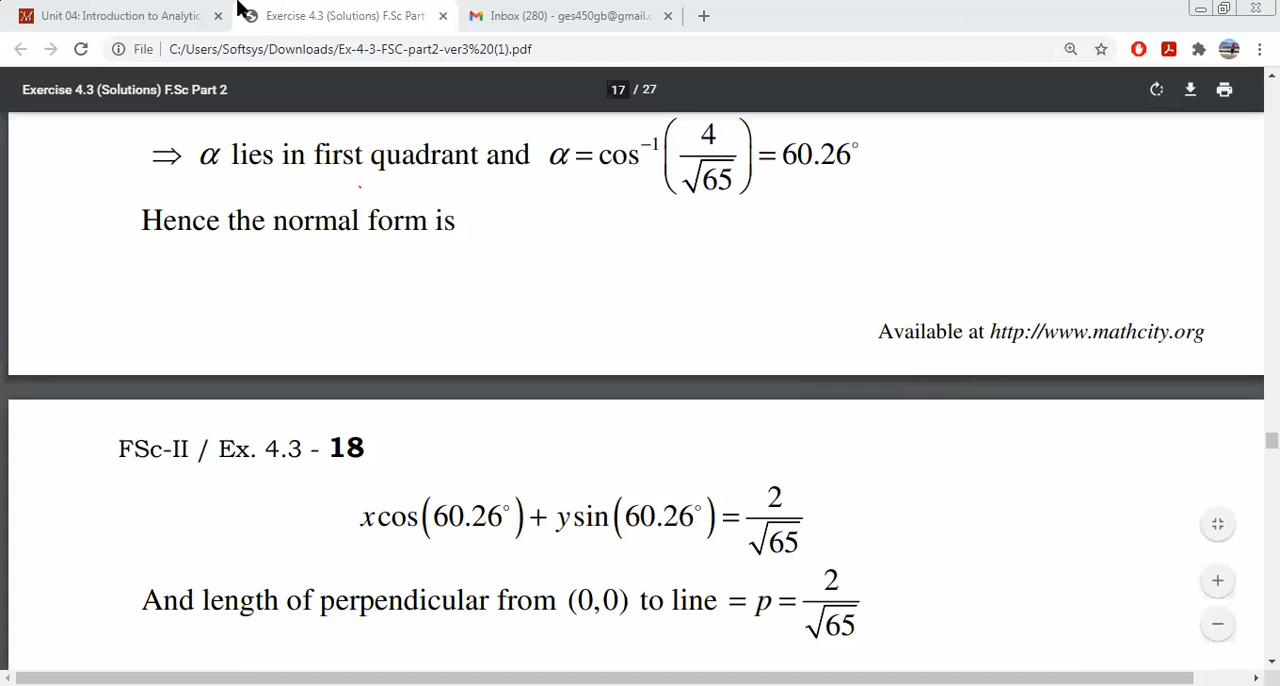 Unit 04: Introduction to Analytic
Exercise 4.3 (Solutions) F.Sc Part
Inbox (280) - ges450gb@gmail.c
File
C:/Users/Softsys/Downloads/Ex-4-3-FSC-part2-ver3%20(1).pdf
Exercise 4.3 (Solutions) F.Sc Part 2
17 / 27
⇒ α lies in first quadrant and α = cos⁻¹(4/√65) = 60.26°
Hence the normal form is
Available at http://www.mathcity.org
FSc-II / Ex. 4.3 - 18
x cos(60.26°) + y sin(60.26°) = 2/√65
And length of perpendicular from (0,0) to line = p = 2/√65